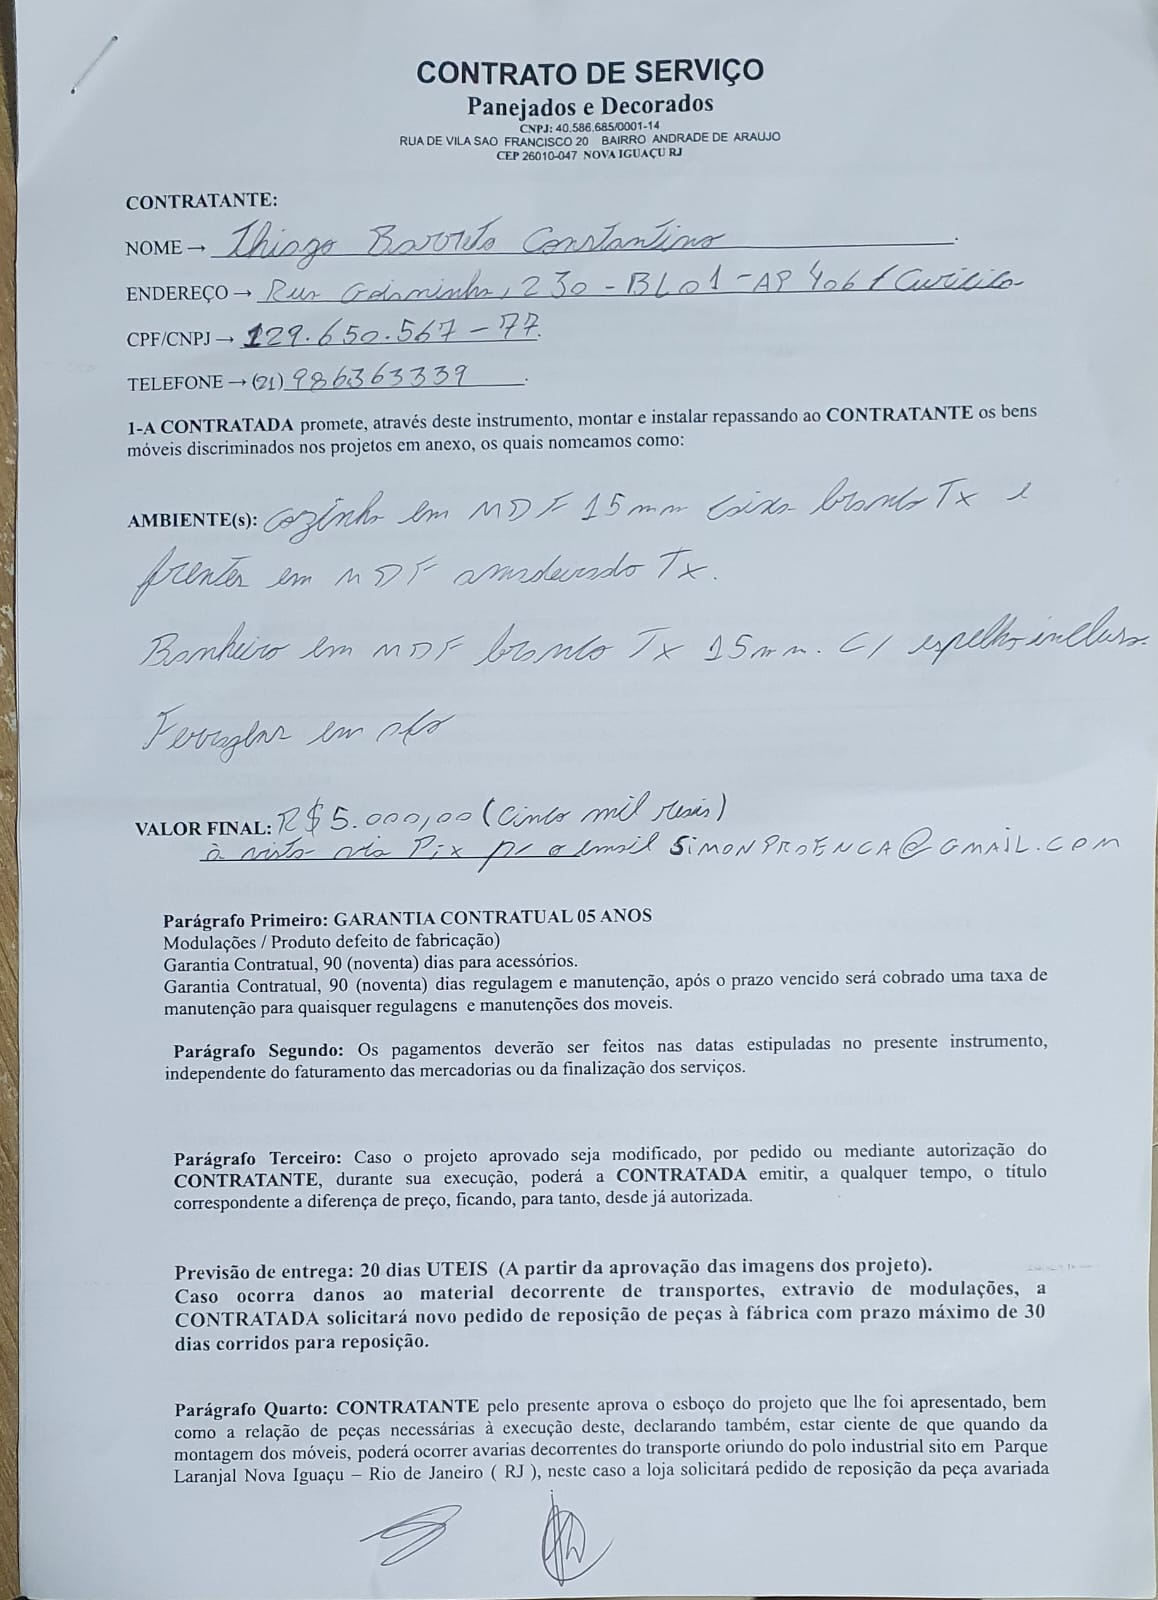 CONTRATO DE SERVIÇO
Panejados e Decorados
CNPJ: 40.586.685/0001-14
RUA DE VILA SAO FRANCISCO 20 BAIRRO ANDRADE DE ARAUJO
CEP 26010-047 NOVA IGUAÇU RJ
CONTRATANTE:
NOME → Thiago Barreto Constantino
ENDEREÇO → Rua , 230 - BL 01 - AP 406 / Curicica
CPF/CNPJ → 129.650.567-77
TELEFONE → (21) 986363339
1-A CONTRATADA promete, através deste instrumento, montar e instalar repassando ao CONTRATANTE os bens
móveis discriminados nos projetos em anexo, os quais nomeamos como:
AMBIENTE(s): Cozinha em MDF 15mm caixa branco Tx e
frentes em MDF amadeirado Tx.
Banheiro em MDF branco Tx 15mm. C/ espelho incluso
Ferragens em
VALOR FINAL: R$ 5.000,00 (cinco mil reais)
à vista via Pix p/ o email SIMONPROENCA@GMAIL.COM
Parágrafo Primeiro: GARANTIA CONTRATUAL 05 ANOS
Modulações / Produto defeito de fabricação)
Garantia Contratual, 90 (noventa) dias para acessórios.
Garantia Contratual, 90 (noventa) dias regulagem e manutenção, após o prazo vencido será cobrado uma taxa de
manutenção para quaisquer regulagens e manutenções dos moveis.
Parágrafo Segundo: Os pagamentos deverão ser feitos nas datas estipuladas no presente instrumento,
independente do faturamento das mercadorias ou da finalização dos serviços.
Parágrafo Terceiro: Caso o projeto aprovado seja modificado, por pedido ou mediante autorização do
CONTRATANTE, durante sua execução, poderá a CONTRATADA emitir, a qualquer tempo, o título
correspondente a diferença de preço, ficando, para tanto, desde já autorizada.
Previsão de entrega: 20 dias UTEIS (A partir da aprovação das imagens dos projeto).
Caso ocorra danos ao material decorrente de transportes, extravio de modulações, a
CONTRATADA solicitará novo pedido de reposição de peças à fábrica com prazo máximo de 30
dias corridos para reposição.
Parágrafo Quarto: CONTRATANTE pelo presente aprova o esboço do projeto que lhe foi apresentado, bem
como a relação de peças necessárias à execução deste, declarando também, estar ciente de que quando da
montagem dos móveis, poderá ocorrer avarias decorrentes do transporte oriundo do polo industrial sito em Parque
Laranjal Nova Iguaçu – Rio de Janeiro ( RJ ), neste caso a loja solicitará pedido de reposição da peça avariada